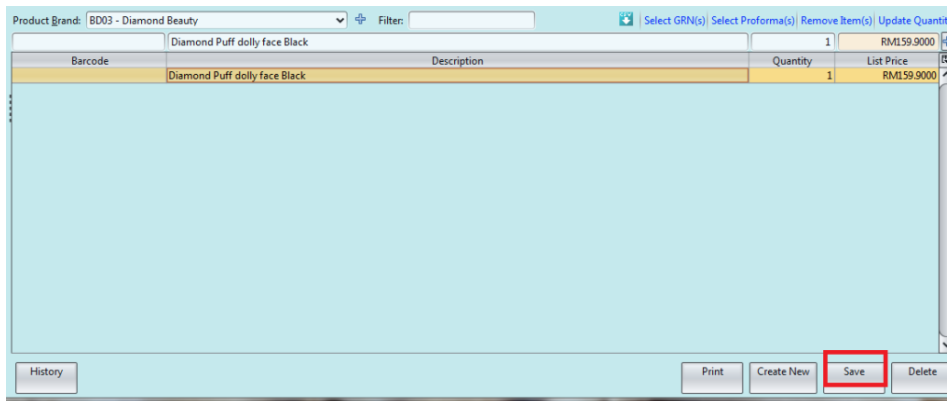 Product Brand: BD03 - Diamond Beauty Filter: Select GRN(s) Select Proforma(s) Remove Item(s) Update Quantit
Diamond Puff dolly face Black 1 RM159.9000
Barcode Description Quantity List Price
Diamond Puff dolly face Black 1 RM159.9000
History Print Create New Save Delete